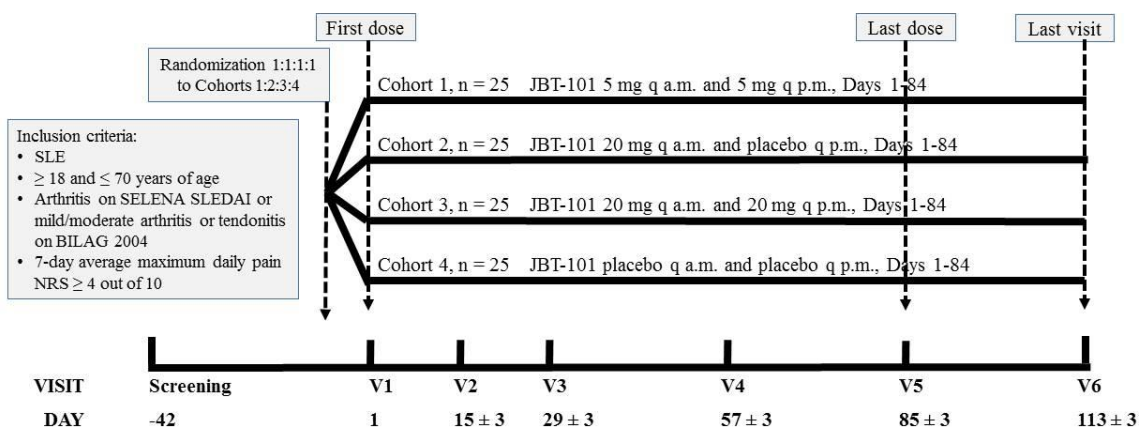 First dose
Last dose
Last visit
Randomization 1:1:1:1
to Cohorts 1:2:3:4
Cohort 1, n = 25 JBT-101 5 mg q a.m. and 5 mg q p.m., Days 1-84
Inclusion criteria:
• SLE
• ≥ 18 and ≤ 70 years of age
• Arthritis on SELENA SLEDAI or
mild/moderate arthritis or tendonitis
on BILAG 2004
• 7-day average maximum daily pain
NRS ≥ 4 out of 10
Cohort 2, n = 25 JBT-101 20 mg q a.m. and placebo q p.m., Days 1-84
Cohort 3, n = 25 JBT-101 20 mg q a.m. and 20 mg q p.m., Days 1-84
Cohort 4, n = 25 JBT-101 placebo q a.m. and placebo q p.m., Days 1-84
VISIT Screening V1 V2 V3 V4 V5 V6
DAY -42 1 15 ± 3 29 ± 3 57 ± 3 85 ± 3 113 ± 3